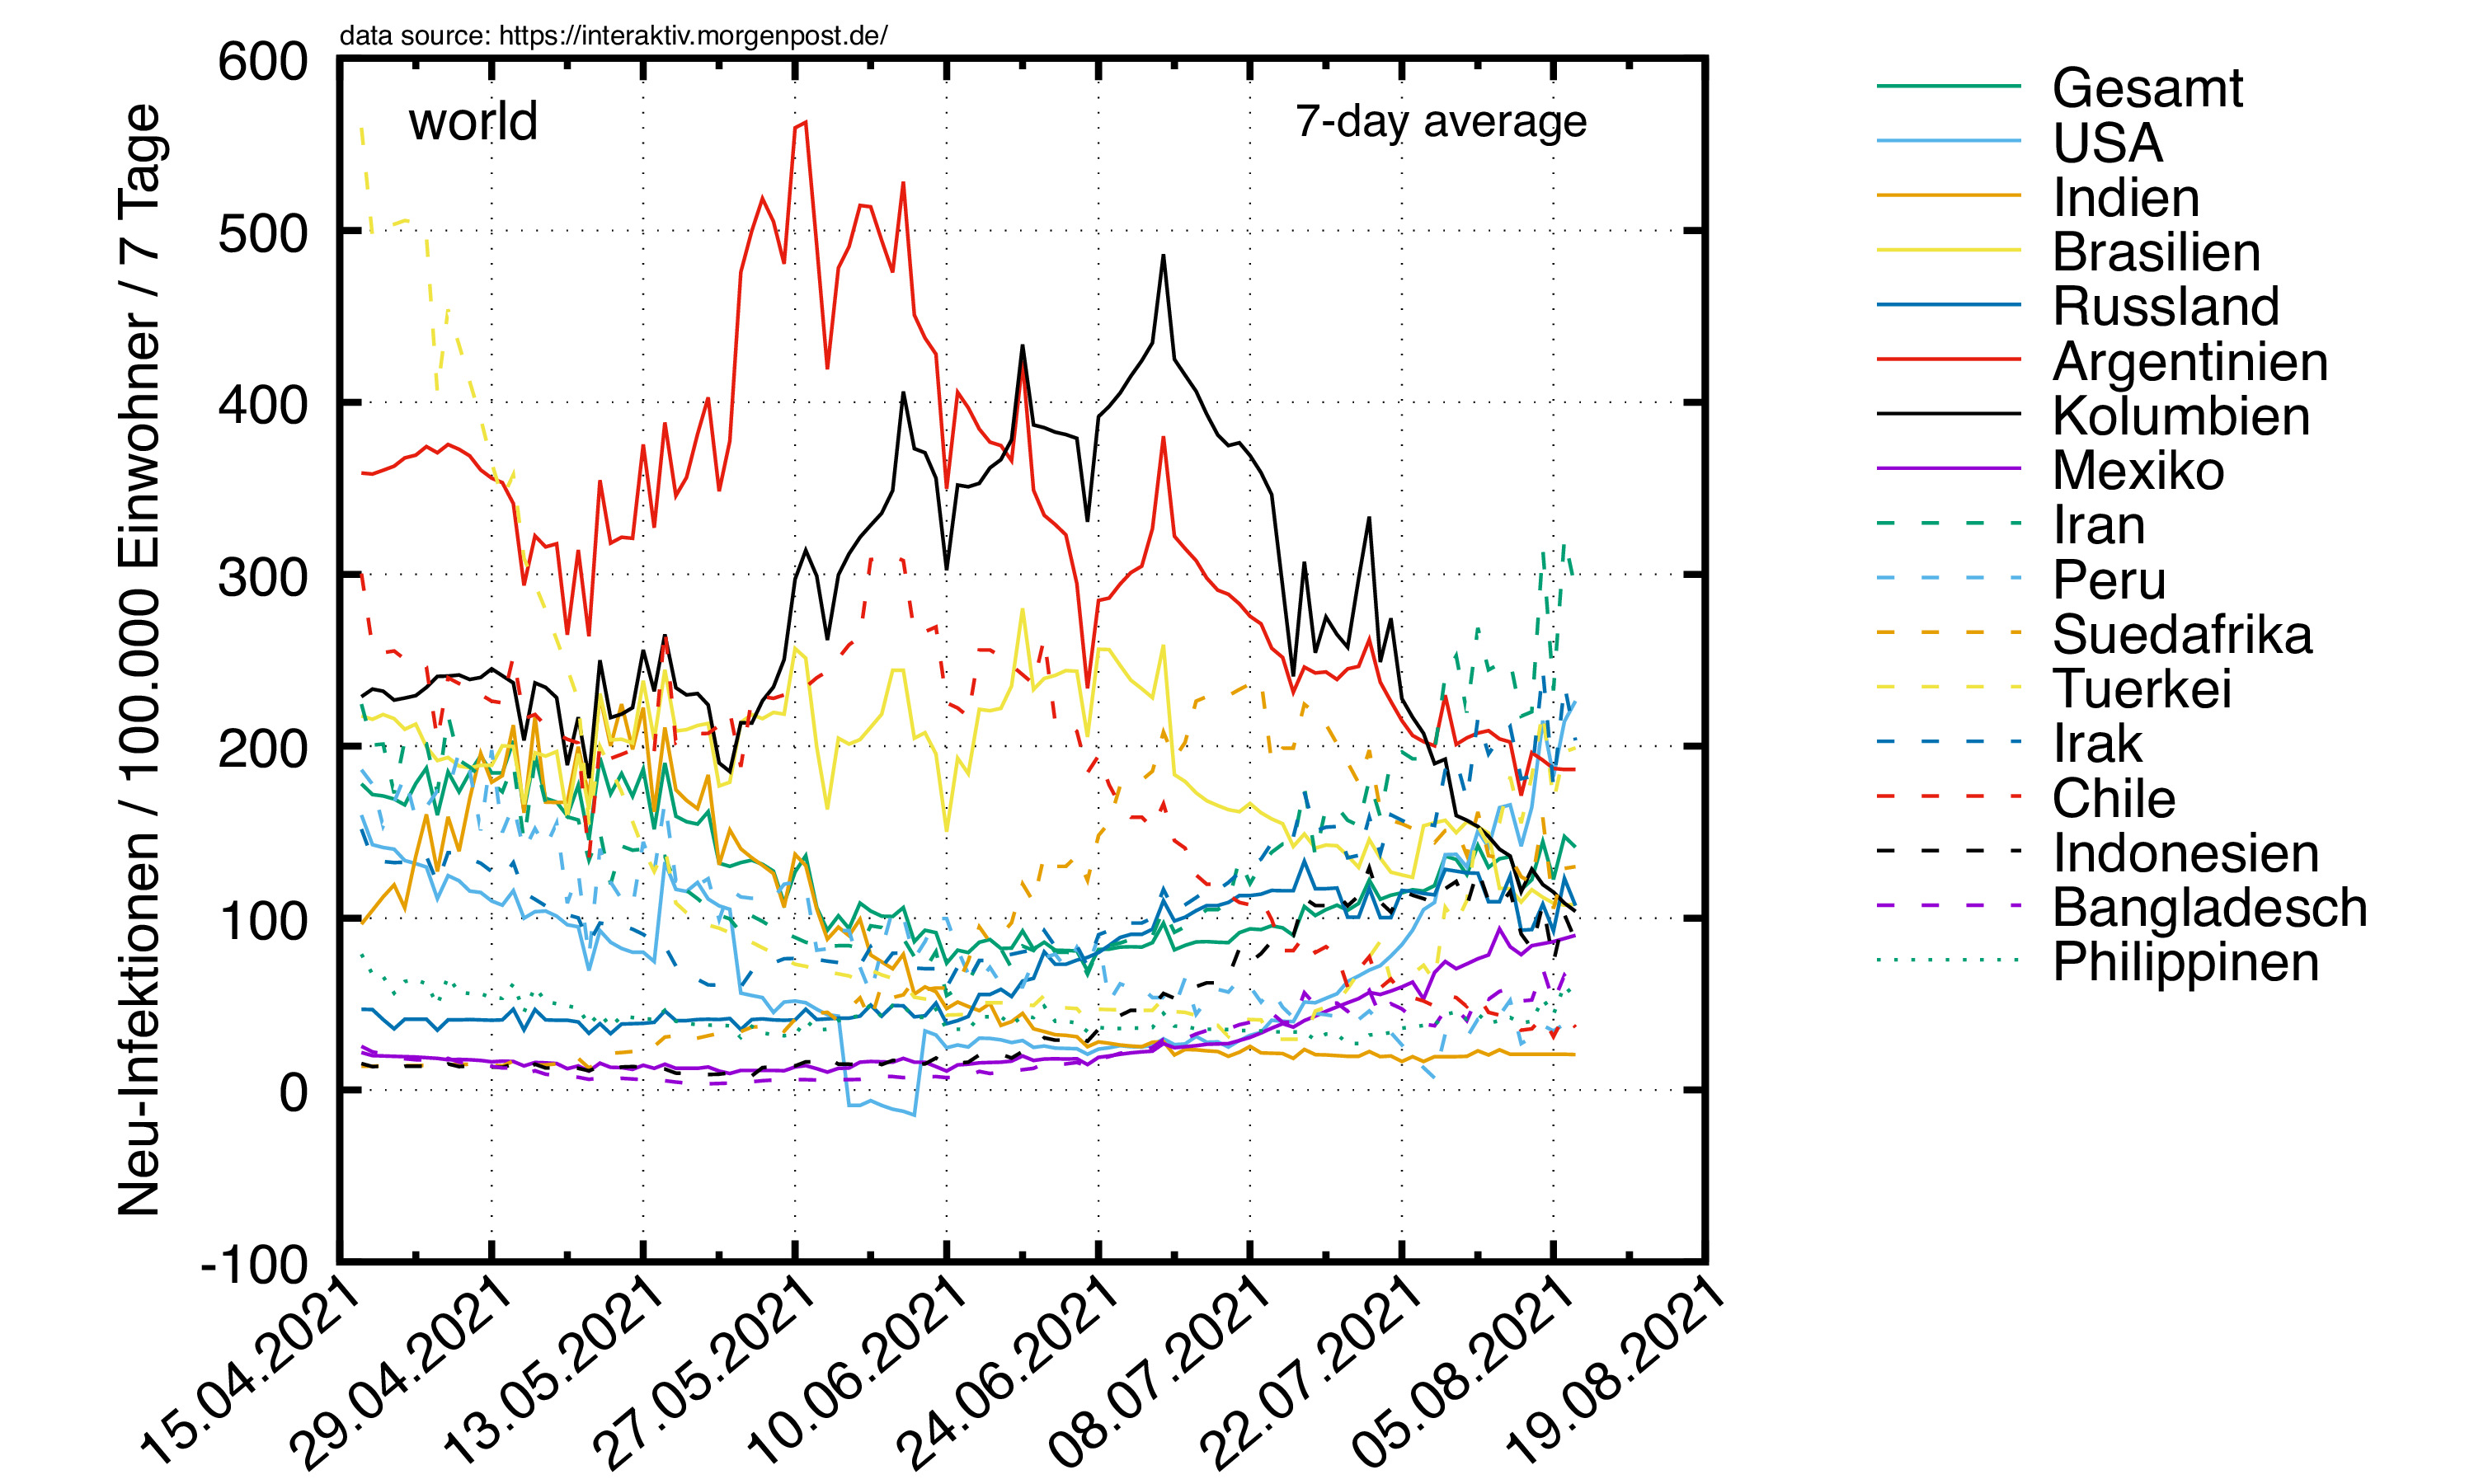 data source: https://interaktiv.morgenpost.de/
world
7-day average
Neu-Infektionen / 100.000 Einwohner / 7 Tage
600
500
400
300
200
100
0
-100
15.04.2021
29.04.2021
13.05.2021
27.05.2021
10.06.2021
24.06.2021
08.07.2021
22.07.2021
05.08.2021
19.08.2021
Gesamt
USA
Indien
Brasilien
Russland
Argentinien
Kolumbien
Mexiko
Iran
Peru
Suedafrika
Tuerkei
Irak
Chile
Indonesien
Bangladesch
Philippinen